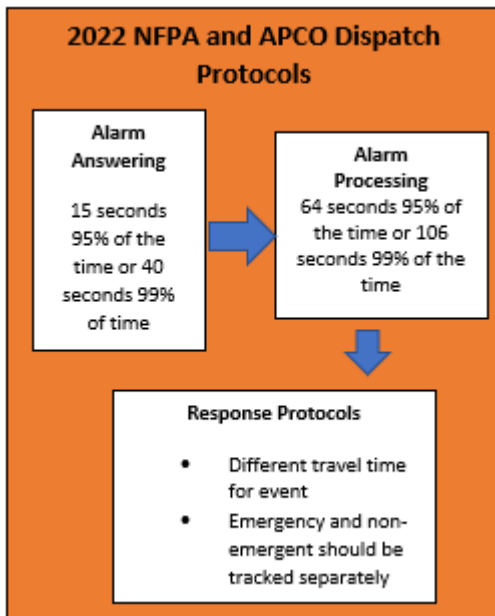 2022 NFPA and APCO Dispatch
Protocols
Alarm
Answering
15 seconds
95% of the
time or 40
seconds 99%
of time
Alarm
Processing
64 seconds 95% of
the time or 106
seconds 99% of the
time
Response Protocols
• Different travel time
for event
• Emergency and non-
emergent should be
tracked separately